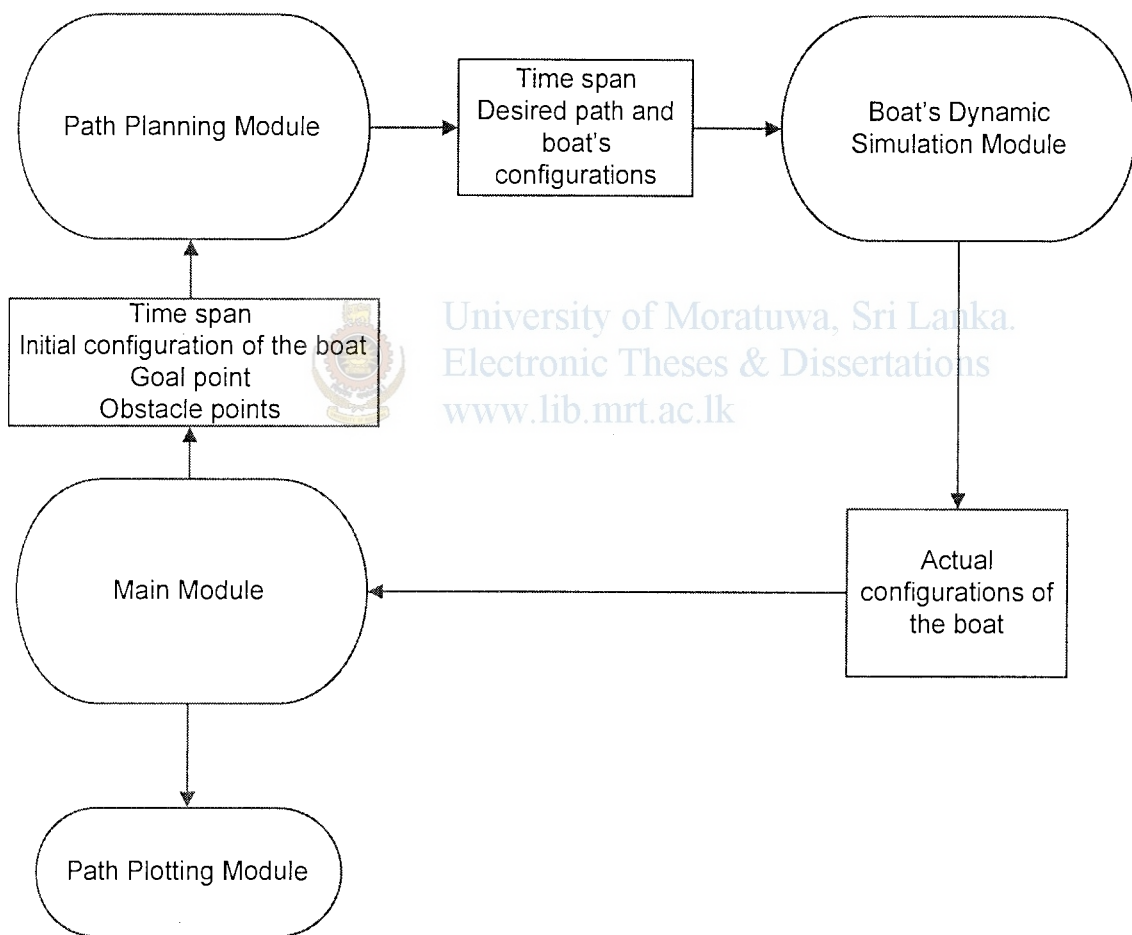 Path Planning Module
Time span
Desired path and
boat's
configurations
Boat's Dynamic
Simulation Module
Time span
Initial configuration of the boat
Goal point
Obstacle points
University of Moratuwa, Sri Lanka.
Electronic Theses & Dissertations
www.lib.mrt.ac.lk
Main Module
Actual
configurations of
the boat
Path Plotting Module